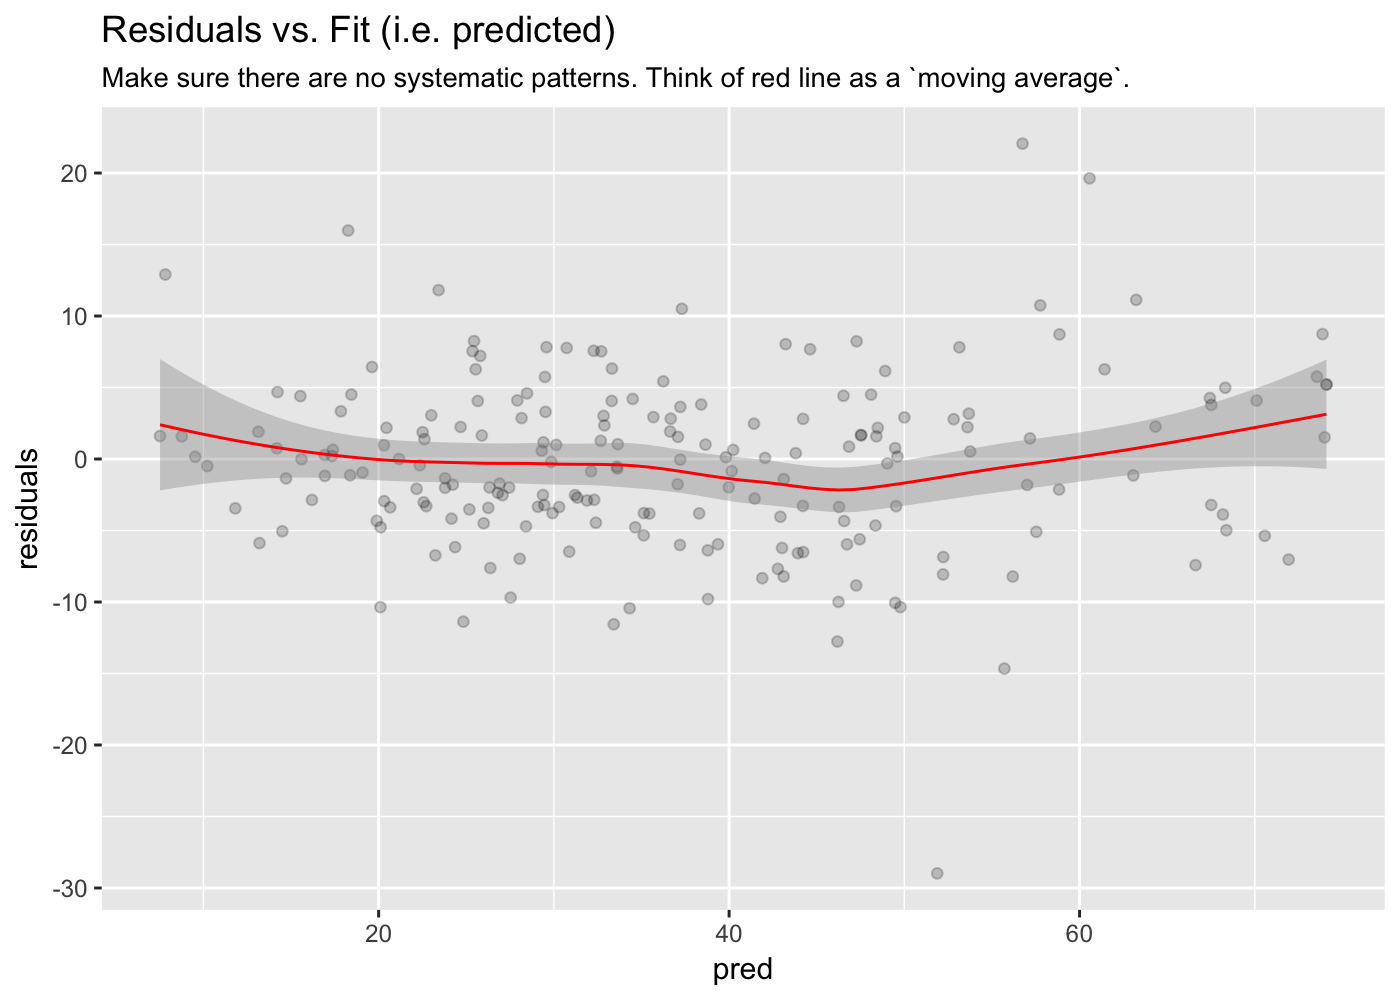 Residuals vs. Fit (i.e. predicted)
Make sure there are no systematic patterns. Think of red line as a `moving average`.
20
10
0
-10
-20
-30
residuals
20
40
60
pred